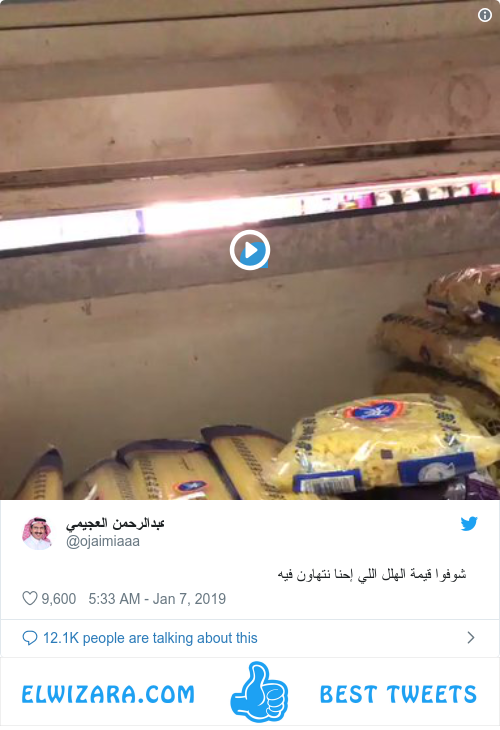 عبدالرحمن العجيمي
@ojaimiaaa
شوفوا قيمة الهلل اللي إحنا نتهاون فيه
9,600 5:33 AM - Jan 7, 2019
12.1K people are talking about this
ELWIZARA.COM BEST TWEETS